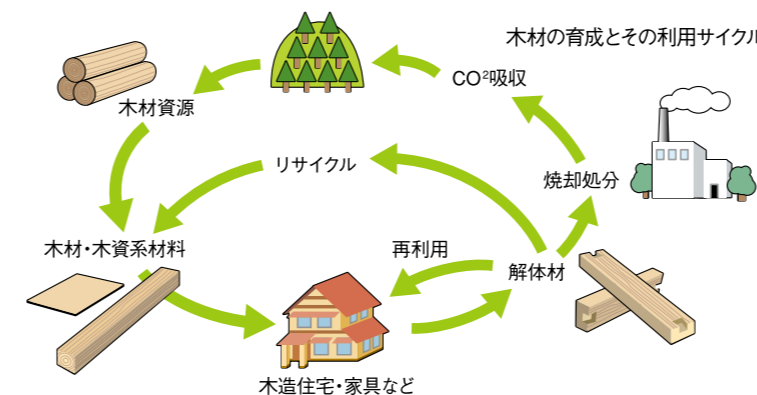 木材の育成とその利用サイクル
CO²吸収
木材資源
リサイクル
焼却処分
木材・木資系材料
再利用
解体材
木造住宅・家具など